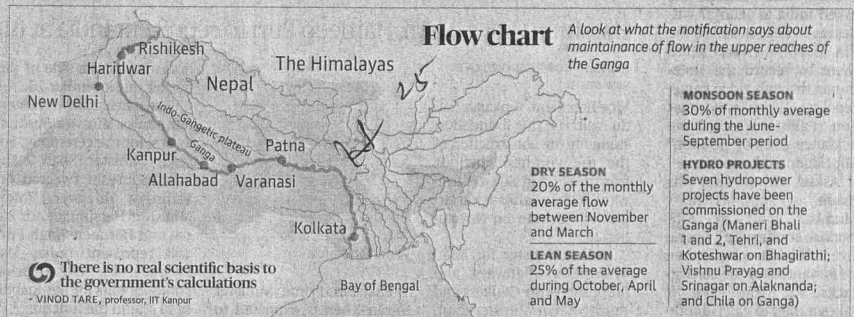 Flow chart
A look at what the notification says about
maintainance of flow in the upper reaches of
the Ganga
Rishikesh
Haridwar
The Himalayas
Nepal
New Delhi
Indo-Gangetic plateau
Ganga
Kanpur
Patna
Allahabad
Varanasi
Kolkata
Bay of Bengal
25
DRY SEASON
20% of the monthly
average flow
between November
and March
LEAN SEASON
25% of the average
during October, April
and May
MONSOON SEASON
30% of monthly average
during the June-
September period
HYDRO PROJECTS
Seven hydropower
projects have been
commissioned on the
Ganga (Maneri Bhali
1 and 2, Tehri, and
Koteshwar on Bhagirathi;
Vishnu Prayag and
Srinagar on Alaknanda;
and Chila on Ganga)
There is no real scientific basis to
the government's calculations
- VINOD TARE, professor, IIT Kanpur